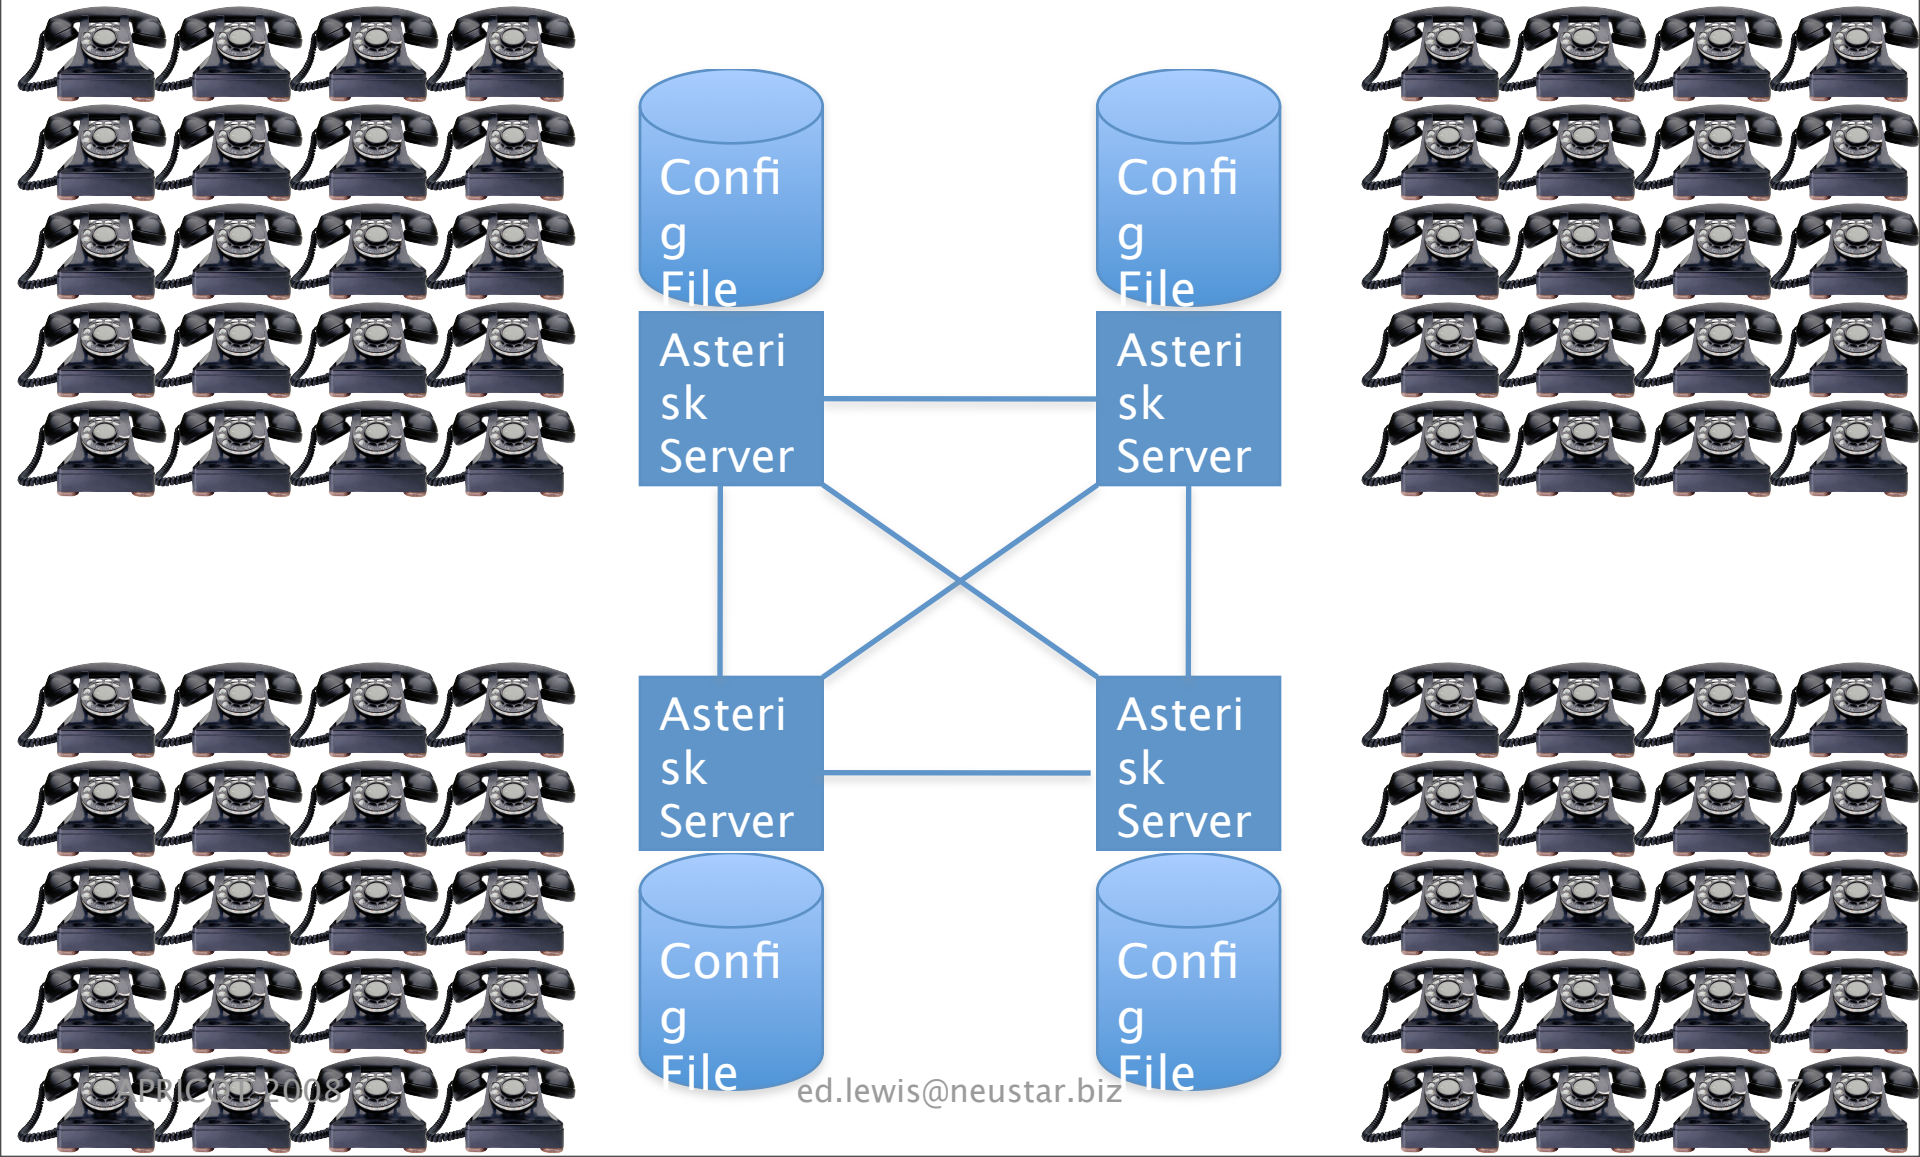 Confi
g
File
Confi
g
File
Asteri
sk
Server
Asteri
sk
Server
Asteri
sk
Server
Asteri
sk
Server
Confi
g
File
Confi
g
File
APRICOT 2008
ed.lewis@neustar.biz
7